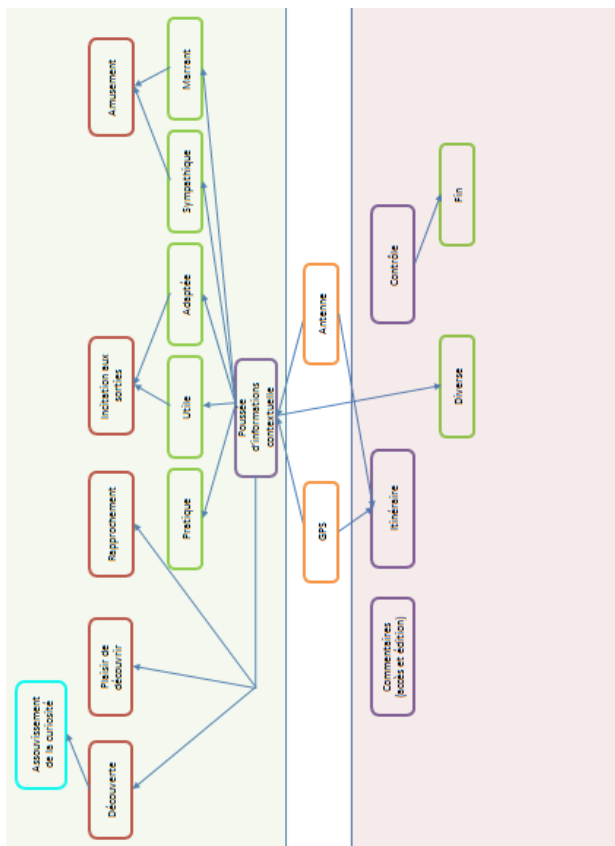 Assouvissement
de la curiosité
Découverte
Plaisir de
découvrir
Rapprochement
Incitation aux
sorties
Amusement
Pratique
Utile
Adaptée
Sympathique
Marrant
Poussée
d'informations
contextuelle
GPS
Antenne
Commentaires
(accès et édition)
Itinéraire
Contrôle
Diverse
Fin